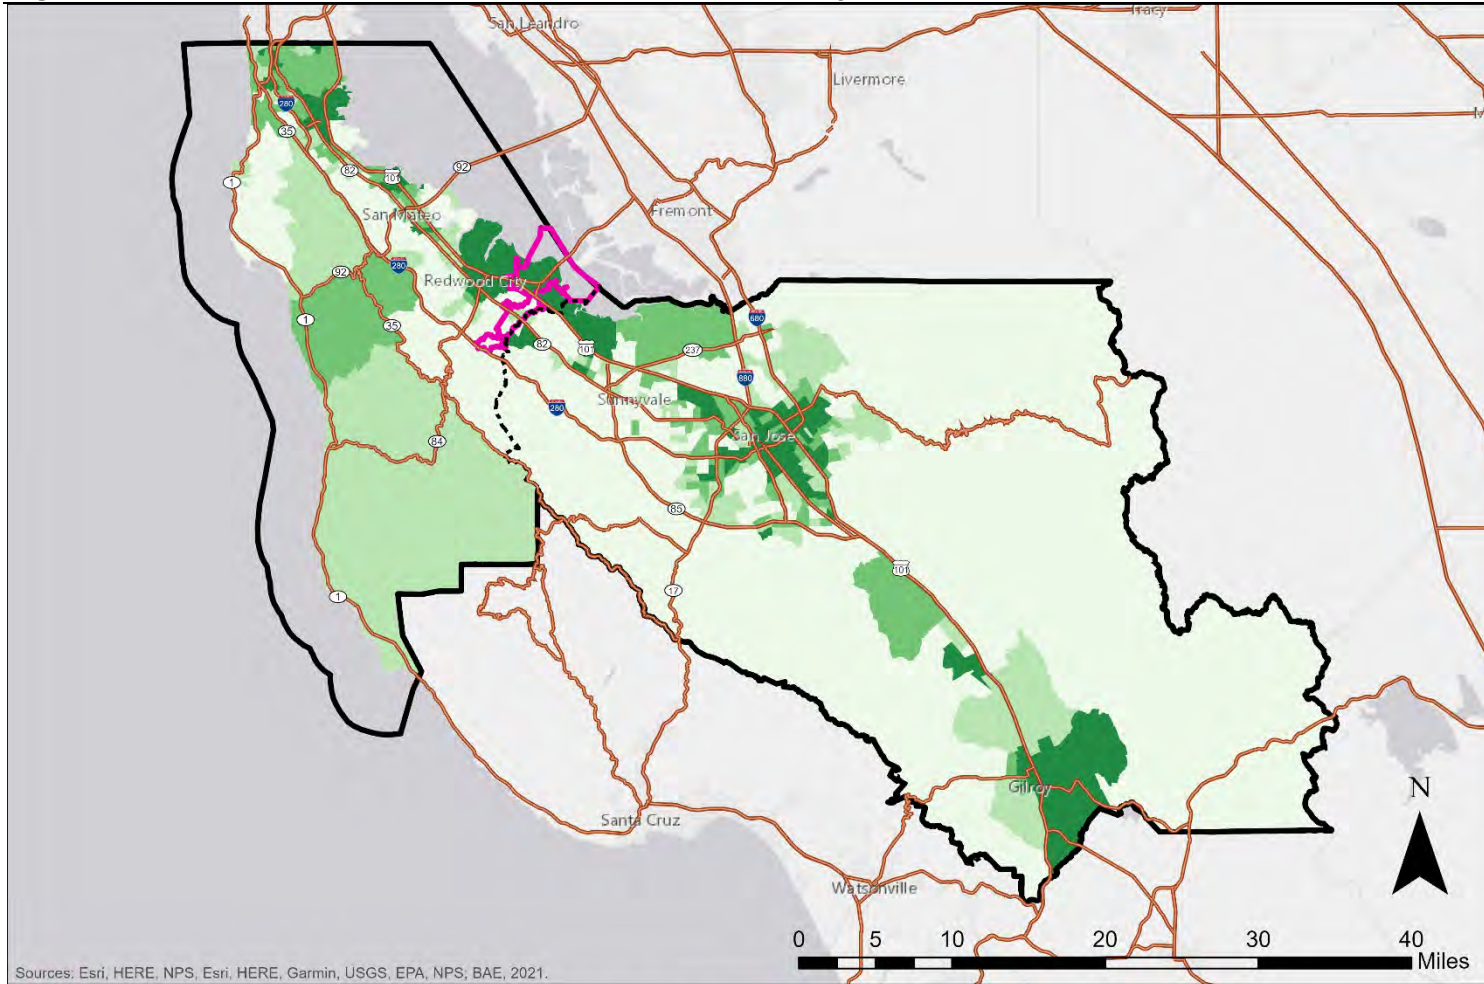 San Leandro
Tracy
Livermore
280
35
82
101
92
1
San Mateo
Fremont
92
280
Redwood City
1
35
680
82
101
237
880
280
Sunnyvale
San Jose
84
85
101
1
17
Gilroy
N
Santa Cruz
Watsonville
0 5 10 20 30 40
Miles
Sources: Esri, HERE, NPS, Esri, HERE, Garmin, USGS, EPA, NPS; BAE, 2021.